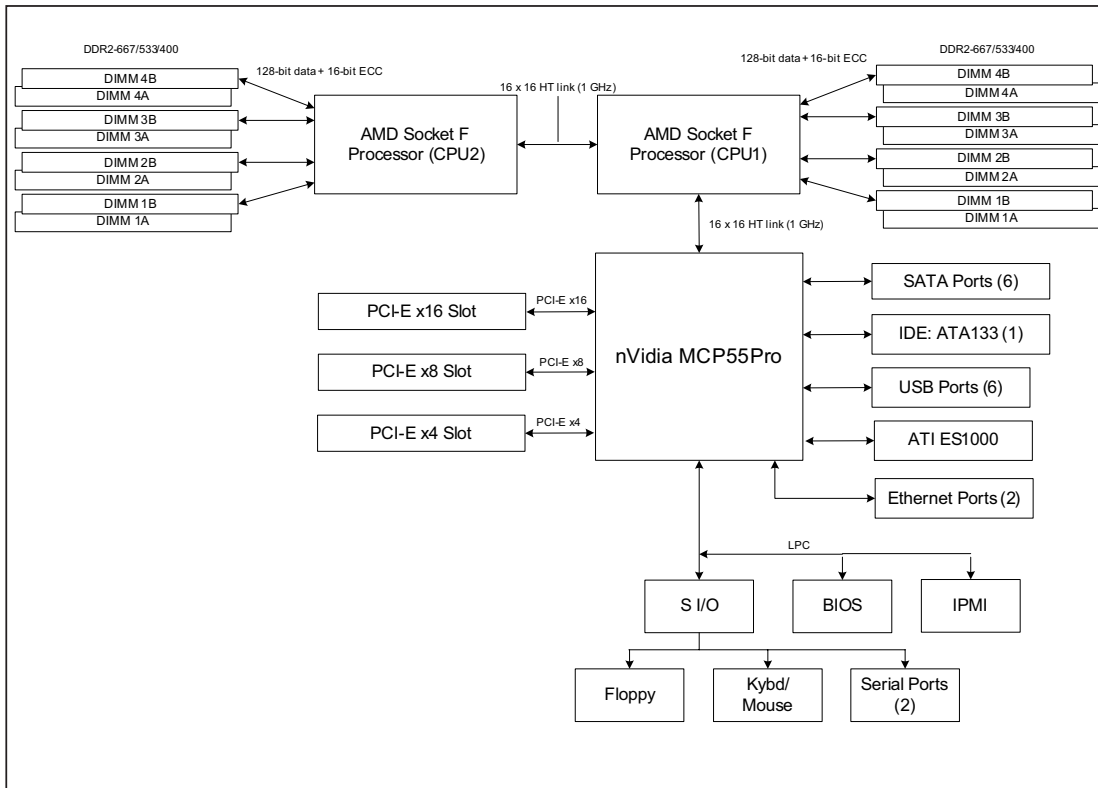 DDR2-667/533/400
DDR2-667/533/400
128-bit data + 16-bit ECC
128-bit data + 16-bit ECC
DIMM 4B
DIMM 4A
DIMM 3B
DIMM 3A
DIMM 2B
DIMM 2A
DIMM 1B
DIMM 1A
AMD Socket F
Processor (CPU2)
16 x 16 HT link (1 GHz)
AMD Socket F
Processor (CPU1)
DIMM 4B
DIMM 4A
DIMM 3B
DIMM 3A
DIMM 2B
DIMM 2A
DIMM 1B
DIMM 1A
16 x 16 HT link (1 GHz)
PCI-E x16 Slot
PCI-E x16
PCI-E x8 Slot
PCI-E x8
PCI-E x4 Slot
PCI-E x4
nVidia MCP55Pro
SATA Ports (6)
IDE: ATA133 (1)
USB Ports (6)
ATI ES1000
Ethernet Ports (2)
LPC
S I/O
BIOS
IPMI
Floppy
Kybd/
Mouse
Serial Ports
(2)